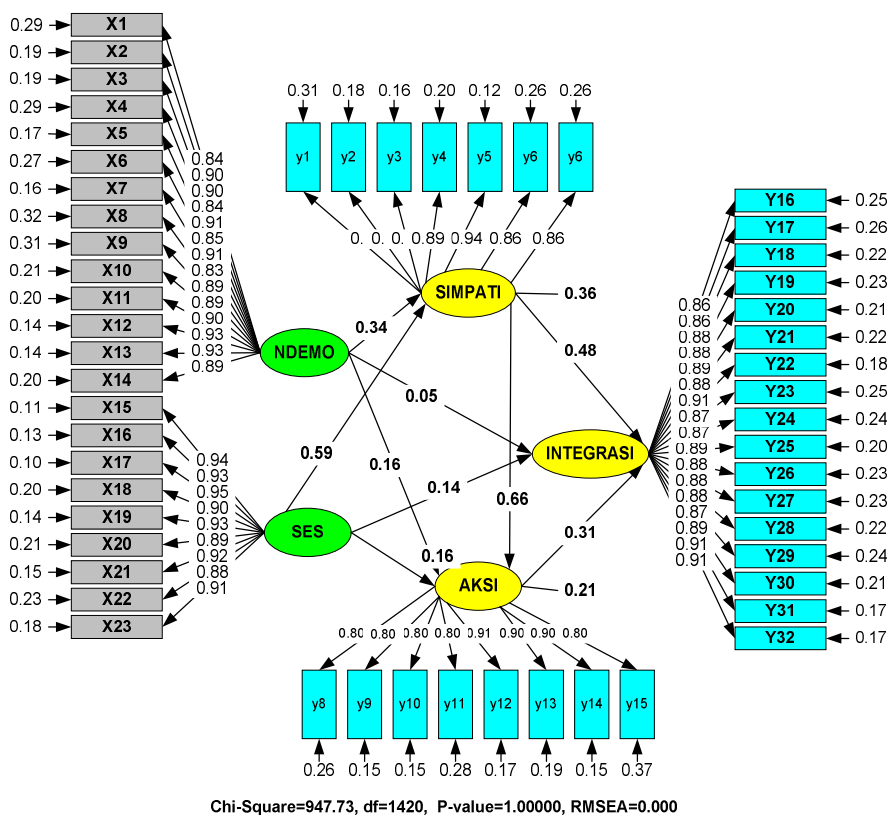 0.29 X1
0.19 X2
0.19 X3
0.29 X4
0.17 X5
0.27 X6
0.16 X7
0.32 X8
0.31 X9
0.21 X10
0.20 X11
0.14 X12
0.14 X13
0.20 X14
0.11 X15
0.13 X16
0.10 X17
0.20 X18
0.14 X19
0.21 X20
0.15 X21
0.23 X22
0.18 X23
0.84
0.90
0.90
0.84
0.91
0.85
0.91
0.83
0.89
0.89
0.90
0.93
0.93
0.89
0.94
0.93
0.95
0.90
0.93
0.89
0.92
0.88
0.91
NDEMO
SES
0.31 0.18 0.16 0.20 0.12 0.26 0.26
y1 y2 y3 y4 y5 y6 y6
0. 0. 0. 0.89 0.94 0.86 0.86
SIMPATI
0.36
0.34
0.48
0.05
0.59
0.16
0.14
0.66
0.31
0.16
0.21
INTEGRASI
AKSI
0.80 0.80 0.80 0.80 0.91 0.90 0.90 0.80
y8 y9 y10 y11 y12 y13 y14 y15
0.26 0.15 0.15 0.28 0.17 0.19 0.15 0.37
0.86
0.86
0.88
0.88
0.89
0.88
0.91
0.87
0.87
0.89
0.88
0.88
0.87
0.89
0.91
0.91
Y16 0.25
Y17 0.26
Y18 0.22
Y19 0.23
Y20 0.21
Y21 0.22
Y22 0.18
Y23 0.25
Y24 0.24
Y25 0.20
Y26 0.23
Y27 0.23
Y28 0.22
Y29 0.24
Y30 0.21
Y31 0.17
Y32 0.17
Chi-Square=947.73, df=1420, P-value=1.00000, RMSEA=0.000